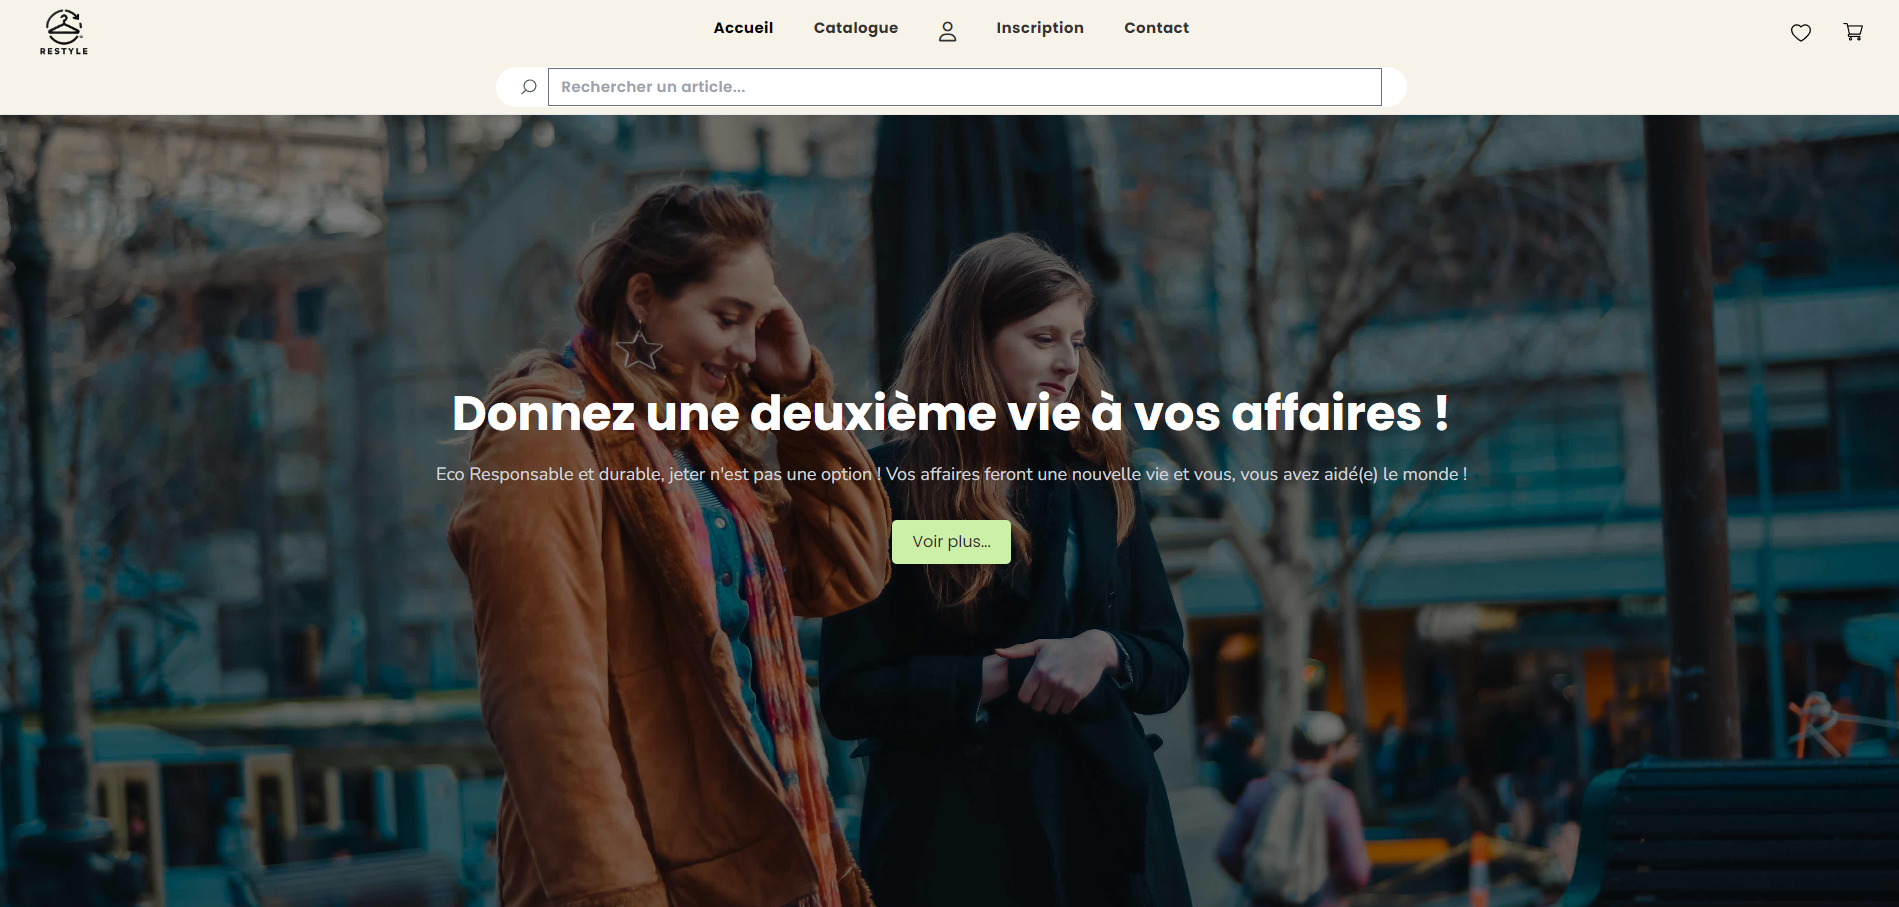 RESTYLE
Accueil Catalogue Inscription Contact
Rechercher un article...
Donnez une deuxième vie à vos affaires !
Eco Responsable et durable, jeter n'est pas une option ! Vos affaires feront une nouvelle vie et vous, vous avez aidé(e) le monde !
Voir plus...